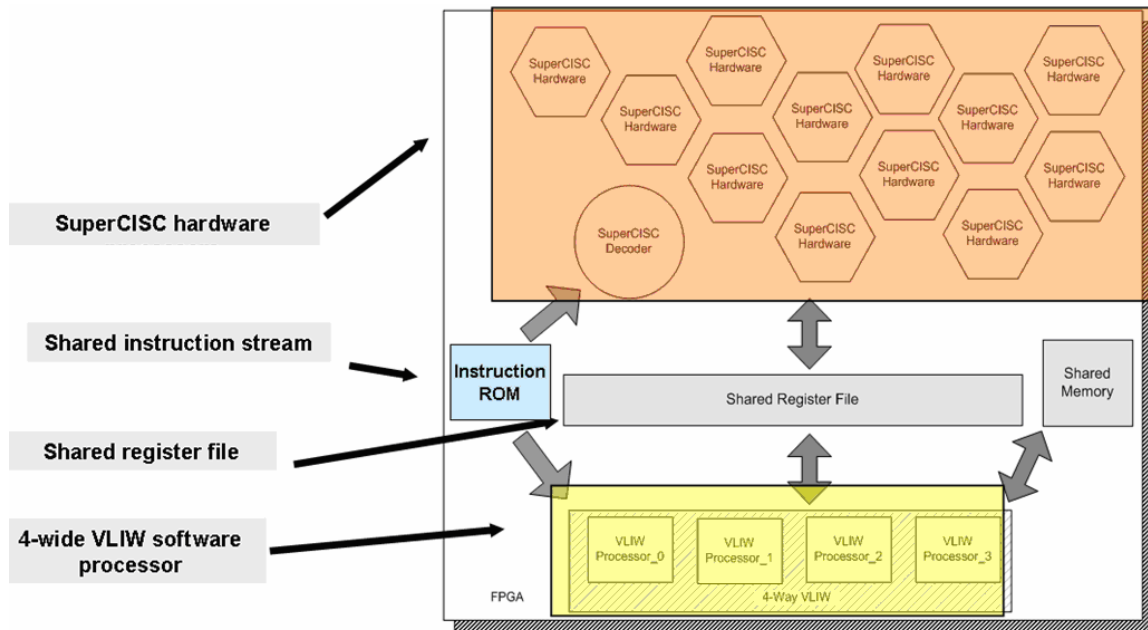 SuperCISC
Hardware
SuperCISC
Hardware
SuperCISC
Hardware
SuperCISC
Hardware
SuperCISC
Hardware
SuperCISC
Hardware
SuperCISC
Hardware
SuperCISC
Hardware
SuperCISC
Hardware
SuperCISC
Hardware
SuperCISC
Hardware
SuperCISC
Hardware
SuperCISC
Decoder
SuperCISC hardware
Shared instruction stream
Instruction
ROM
Shared Register File
Shared
Memory
Shared register file
4-wide VLIW software
processor
VLIW
Processor_0
VLIW
Processor_1
VLIW
Processor_2
VLIW
Processor_3
FPGA
4-Way VLIW